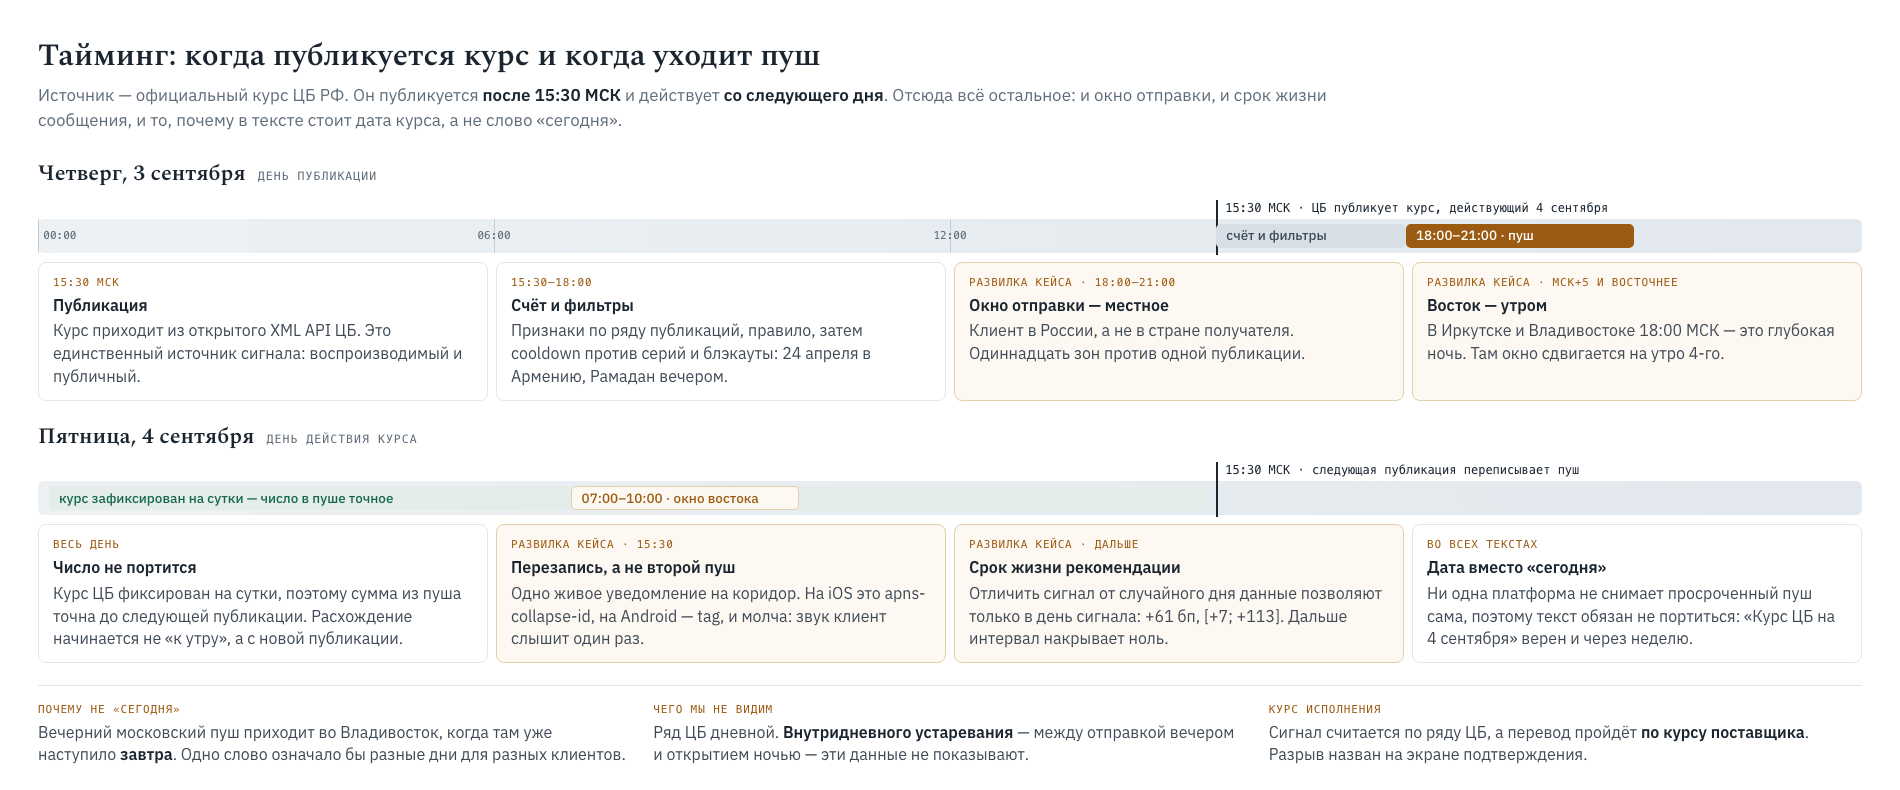 Тайминг: когда публикуется курс и когда уходит пуш
Источник — официальный курс ЦБ РФ. Он публикуется после 15:30 МСК и действует со следующего дня. Отсюда всё остальное: и окно отправки, и срок жизни
сообщения, и то, почему в тексте стоит дата курса, а не слово «сегодня».
Четверг, 3 сентября ДЕНЬ ПУБЛИКАЦИИ
15:30 МСК · ЦБ публикует курс, действующий 4 сентября
00:00 06:00 12:00 счёт и фильтры 18:00–21:00 · пуш
15:30 МСК
Публикация
Курс приходит из открытого XML API ЦБ. Это
единственный источник сигнала: воспроизводимый и
публичный.
15:30–18:00
Счёт и фильтры
Признаки по ряду публикаций, правило, затем
cooldown против серий и блэкауты: 24 апреля в
Армению, Рамадан вечером.
РАЗВИЛКА КЕЙСА · 18:00–21:00
Окно отправки — местное
Клиент в России, а не в стране получателя.
Одиннадцать зон против одной публикации.
РАЗВИЛКА КЕЙСА · МСК+5 И ВОСТОЧНЕЕ
Восток — утром
В Иркутске и Владивостоке 18:00 МСК — это глубокая
ночь. Там окно сдвигается на утро 4-го.
Пятница, 4 сентября ДЕНЬ ДЕЙСТВИЯ КУРСА
15:30 МСК · следующая публикация переписывает пуш
курс зафиксирован на сутки — число в пуше точное 07:00–10:00 · окно востока
ВЕСЬ ДЕНЬ
Число не портится
Курс ЦБ фиксирован на сутки, поэтому сумма из пуша
точна до следующей публикации. Расхождение
начинается не «к утру», а с новой публикации.
РАЗВИЛКА КЕЙСА · 15:30
Перезапись, а не второй пуш
Одно живое уведомление на коридор. На iOS это apns-
collapse-id, на Android — tag, и молча: звук клиент
слышит один раз.
РАЗВИЛКА КЕЙСА · ДАЛЬШЕ
Срок жизни рекомендации
Отличить сигнал от случайного дня данные позволяют
только в день сигнала: +61 бп, [+7; +113]. Дальше
интервал накрывает ноль.
ВО ВСЕХ ТЕКСТАХ
Дата вместо «сегодня»
Ни одна платформа не снимает просроченный пуш
сама, поэтому текст обязан не портиться: «Курс ЦБ на
4 сентября» верен и через неделю.
ПОЧЕМУ НЕ «СЕГОДНЯ»
Вечерний московский пуш приходит во Владивосток, когда там уже
наступило завтра. Одно слово означало бы разные дни для разных клиентов.
ЧЕГО МЫ НЕ ВИДИМ
Ряд ЦБ дневной. Внутридневного устаревания — между отправкой вечером
и открытием ночью — эти данные не показывают.
КУРС ИСПОЛНЕНИЯ
Сигнал считается по ряду ЦБ, а перевод пройдёт по курсу поставщика.
Разрыв назван на экране подтверждения.